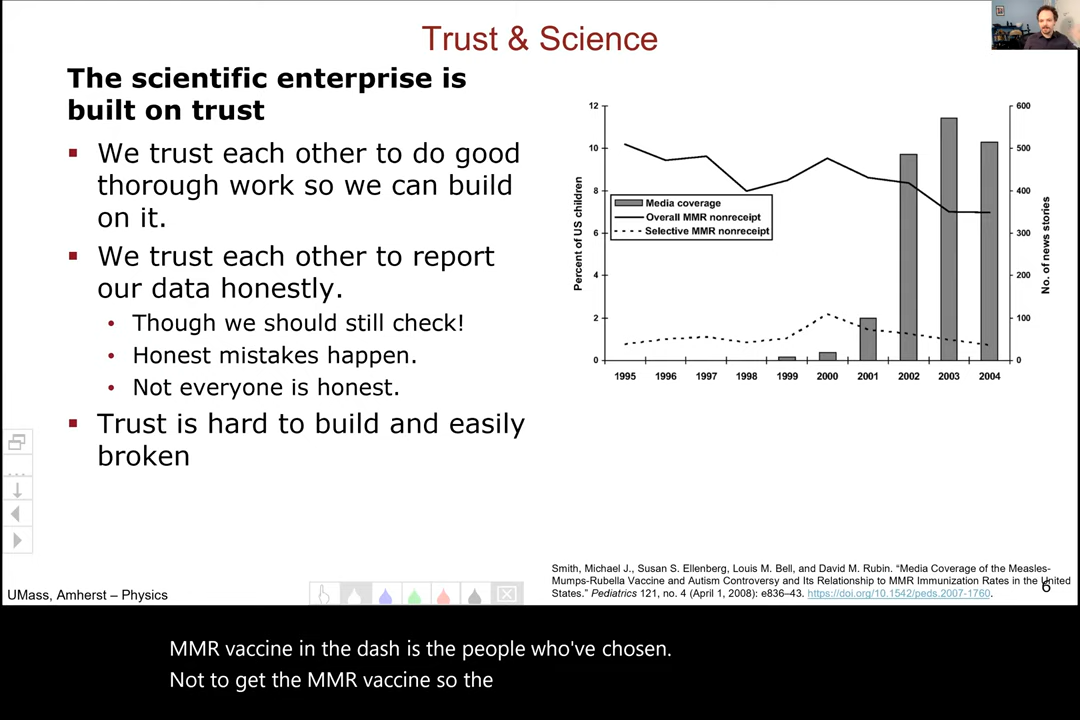 Trust & Science
The scientific enterprise is
built on trust
▪ We trust each other to do good
thorough work so we can build
on it.
▪ We trust each other to report
our data honestly.
• Though we should still check!
• Honest mistakes happen.
• Not everyone is honest.
▪ Trust is hard to build and easily
broken
12
10
8
6
4
2
0
Percent of US children
Media coverage
Overall MMR nonreceipt
Selective MMR nonreceipt
600
500
400
300
200
100
0
No. of news stories
1995 1996 1997 1998 1999 2000 2001 2002 2003 2004
Smith, Michael J., Susan S. Ellenberg, Louis M. Bell, and David M. Rubin. “Media Coverage of the Measles-
Mumps-Rubella Vaccine and Autism Controversy and Its Relationship to MMR Immunization Rates in the United
States.” Pediatrics 121, no. 4 (April 1, 2008): e836–43. https://doi.org/10.1542/peds.2007-1760.
6
UMass, Amherst – Physics
MMR vaccine in the dash is the people who've chosen.
Not to get the MMR vaccine so the